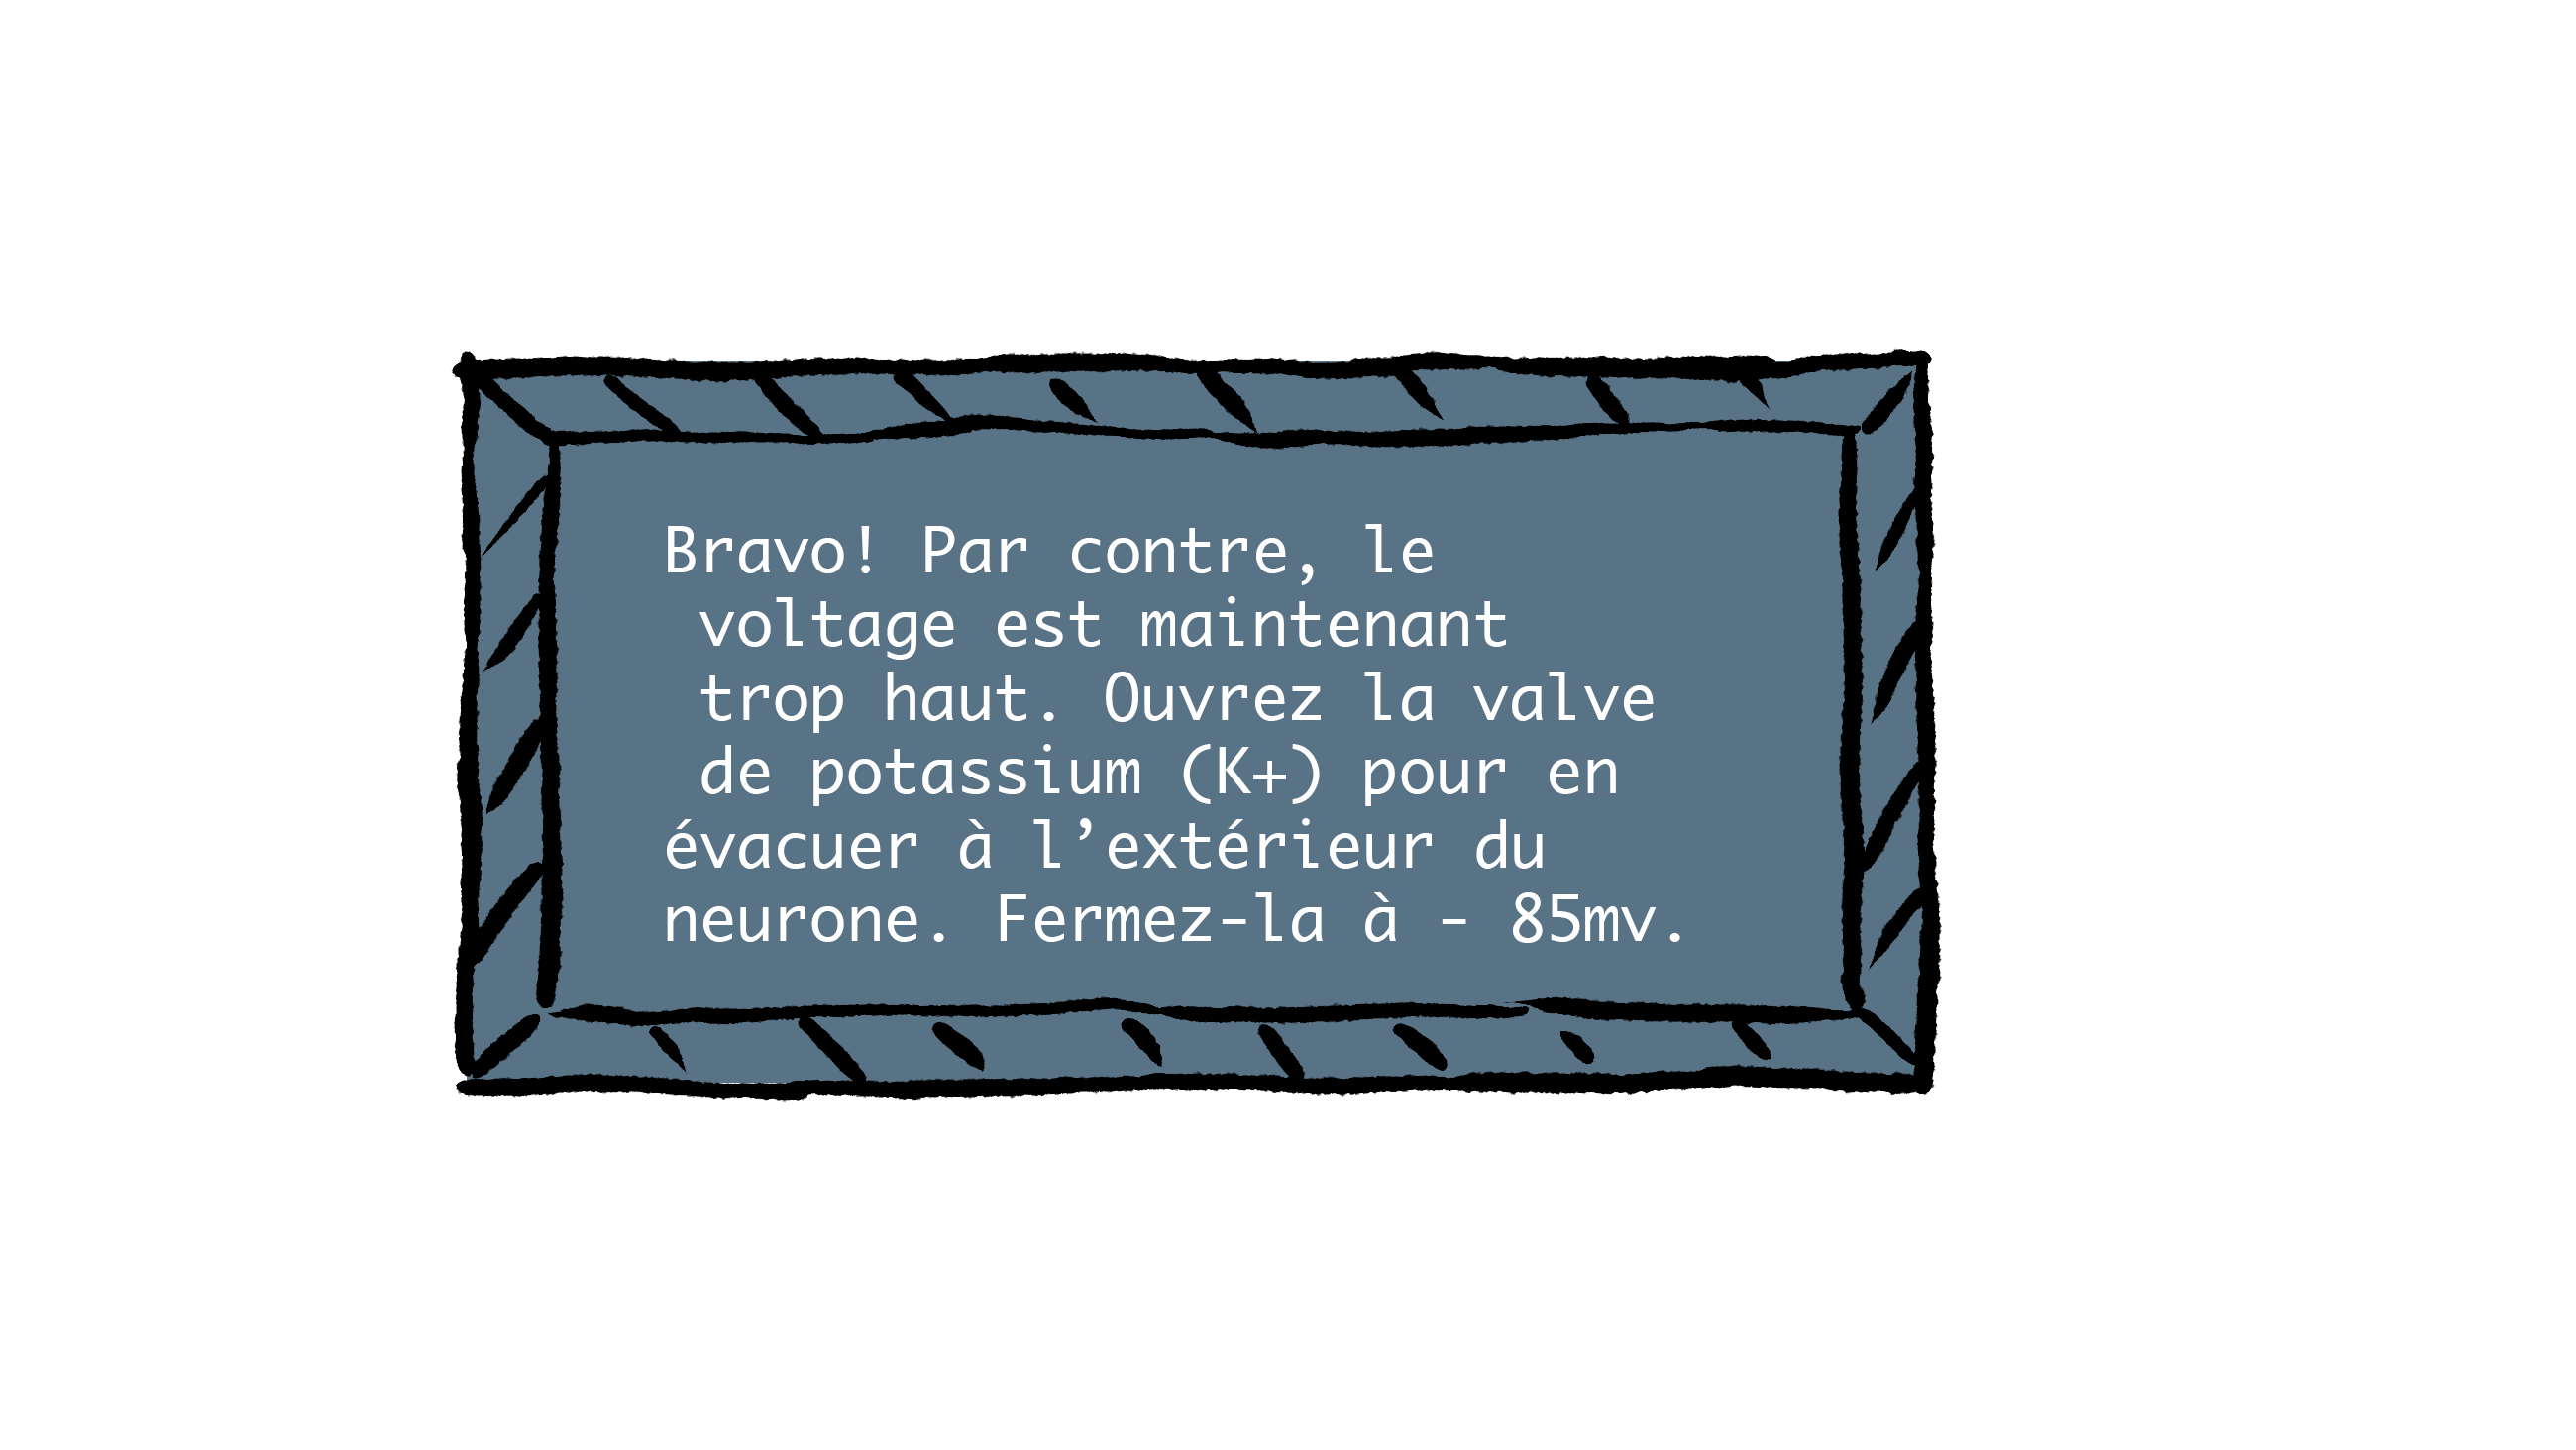 Bravo! Par contre, le
voltage est maintenant
trop haut. Ouvrez la valve
de potassium (K+) pour en
évacuer à l’extérieur du
neurone. Fermez-la à - 85mv.